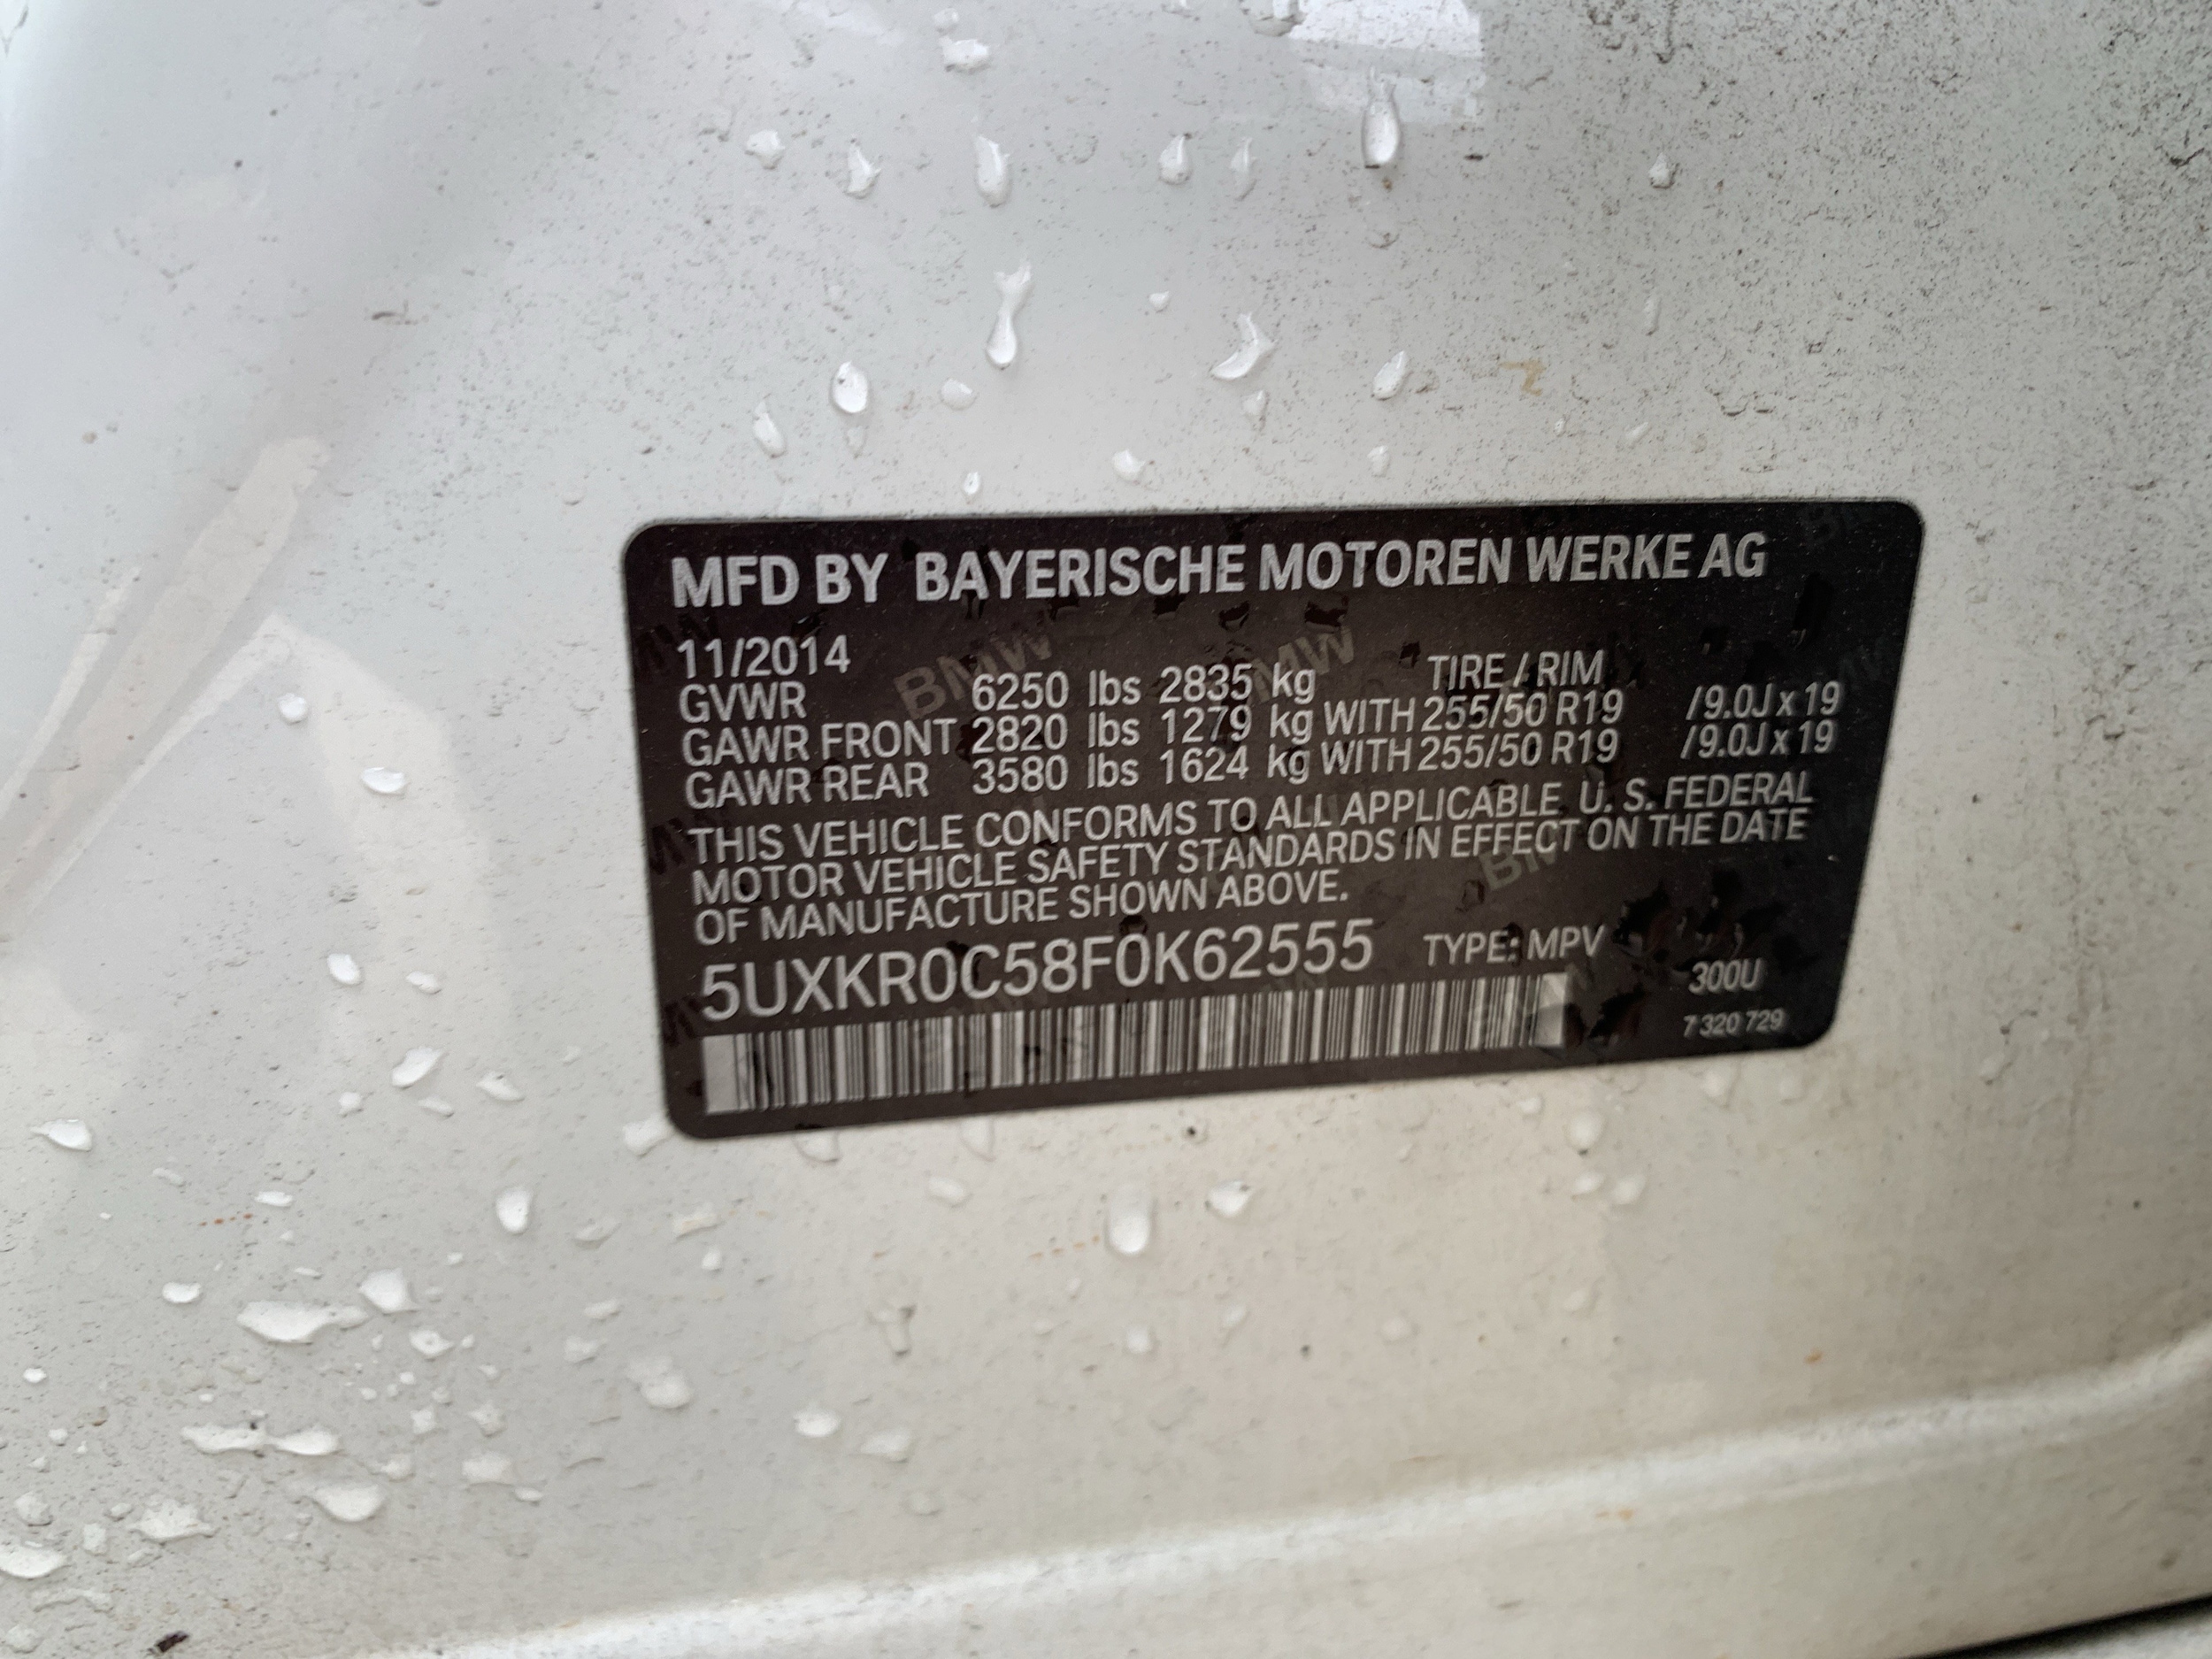 MFD BY BAYERISCHE MOTOREN WERKE AG
11/2014 TIRE / RIM
GVWR 6250 lbs 2835 kg
GAWR FRONT 2820 lbs 1279 kg WITH 255/50 R19 /9.0J x 19
GAWR REAR 3580 lbs 1624 kg WITH 255/50 R19 /9.0J x 19
THIS VEHICLE CONFORMS TO ALL APPLICABLE U. S. FEDERAL
MOTOR VEHICLE SAFETY STANDARDS IN EFFECT ON THE DATE
OF MANUFACTURE SHOWN ABOVE.
5UXKR0C58F0K62555 TYPE: MPV
300U
7 320 729
BMW
BMW
BMW